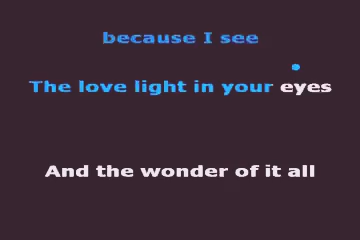 because I see
The love light in your eyes
And the wonder of it all